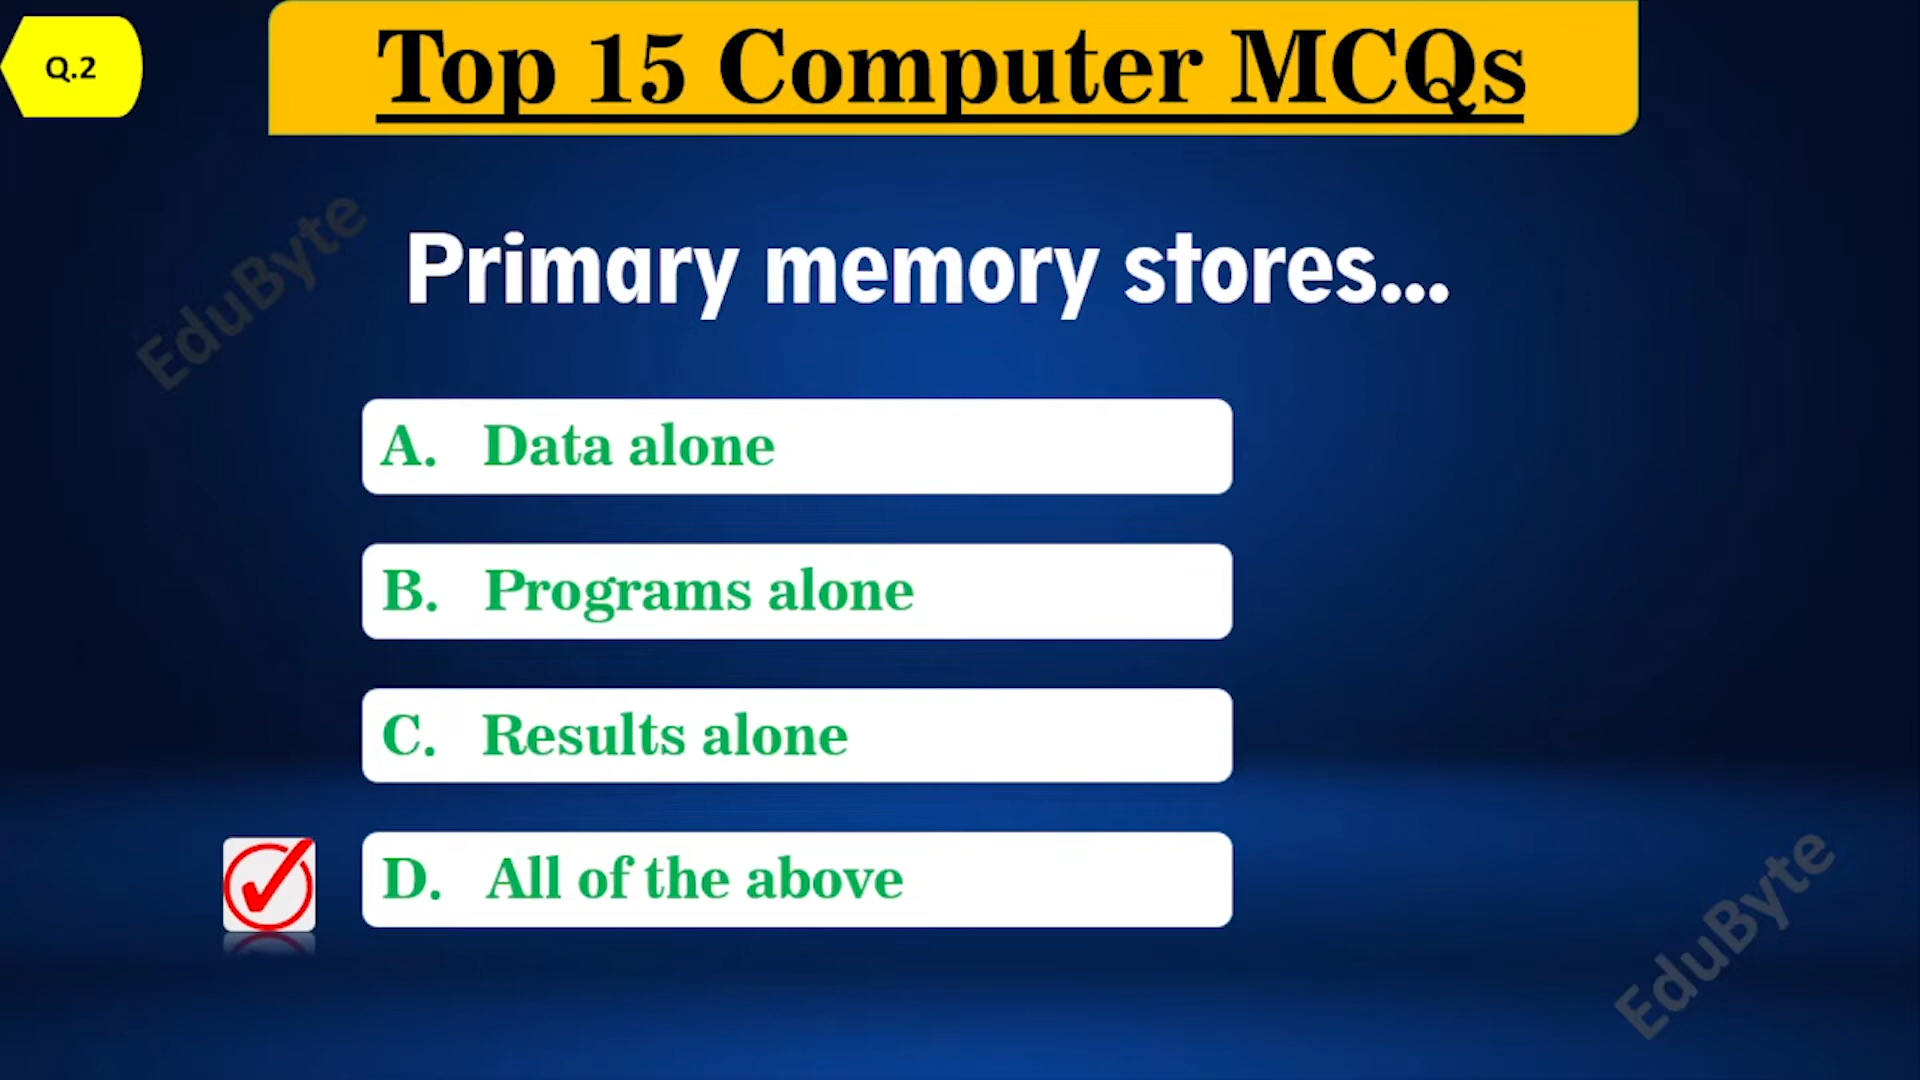 Q.2
Top 15 Computer MCQs
EduByte
Primary memory stores...
A. Data alone
B. Programs alone
C. Results alone
D. All of the above
EduByte